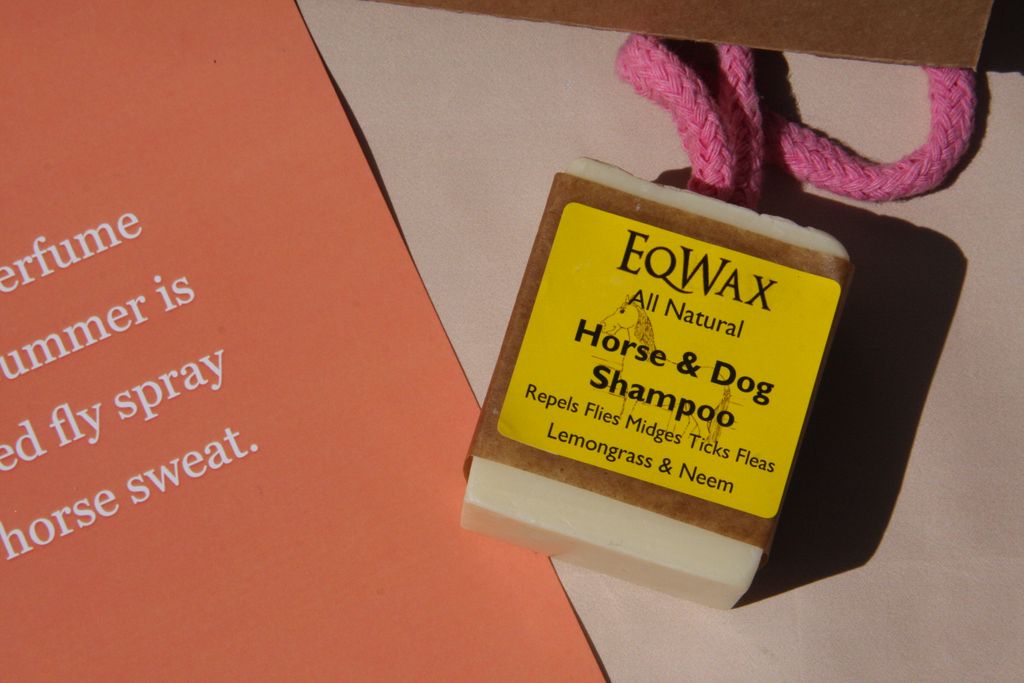 erfume
ummer is
ed fly spray
horse sweat.
EQWAX
All Natural
Horse & Dog
Shampoo
Repels Flies Midges Ticks Fleas
Lemongrass & Neem